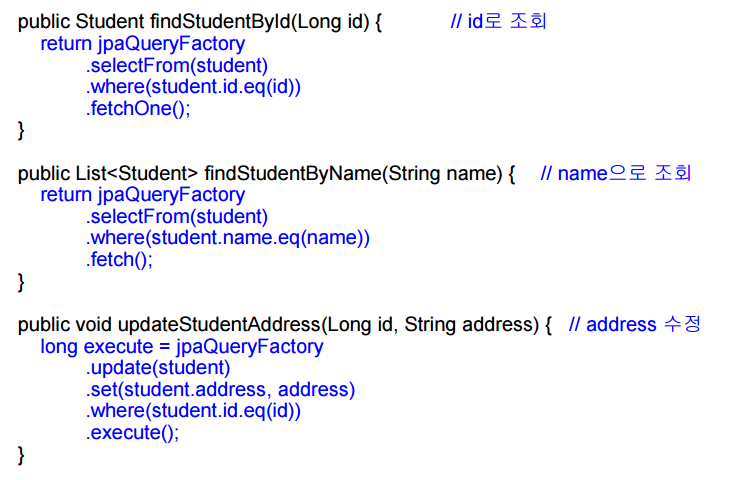 public Student findStudentById(Long id) { // id로 조회
return jpaQueryFactory
.selectFrom(student)
.where(student.id.eq(id))
.fetchOne();
}
public List<Student> findStudentByName(String name) { // name으로 조회
return jpaQueryFactory
.selectFrom(student)
.where(student.name.eq(name))
.fetch();
}
public void updateStudentAddress(Long id, String address) { // address 수정
long execute = jpaQueryFactory
.update(student)
.set(student.address, address)
.where(student.id.eq(id))
.execute();
}